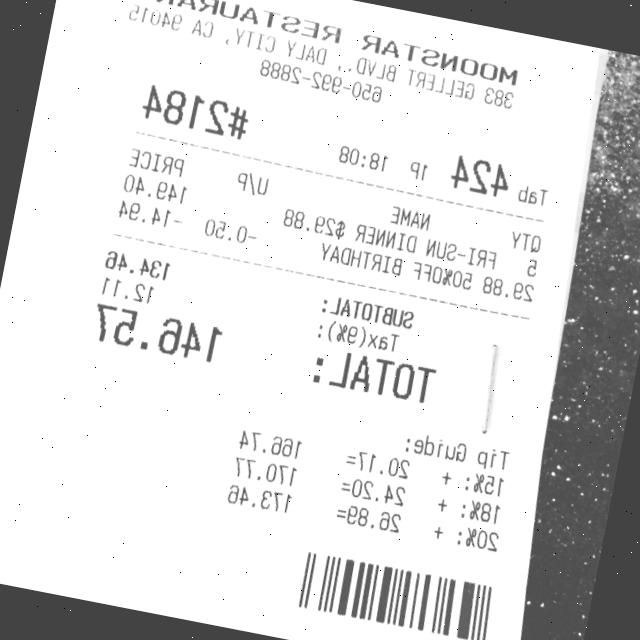 MOONSTAR RESTAURAN
383 GELLERT BLVD., DALY CITY, CA 94015
650-992-2888
#2184
Tab 424 1P 18:08
QTY NAME U/P PRICE
5 FRI-SUN DINNER $29.88 149.40
29.88 50%OFF BIRTHDAY -0.50 -14.94
SUBTOTAL: 134.46
Tax(9%): 12.11
TOTAL: 146.57
Tip Guide:
15%: + 20.17= 166.74
18%: + 24.20= 170.77
20%: + 26.89= 173.46